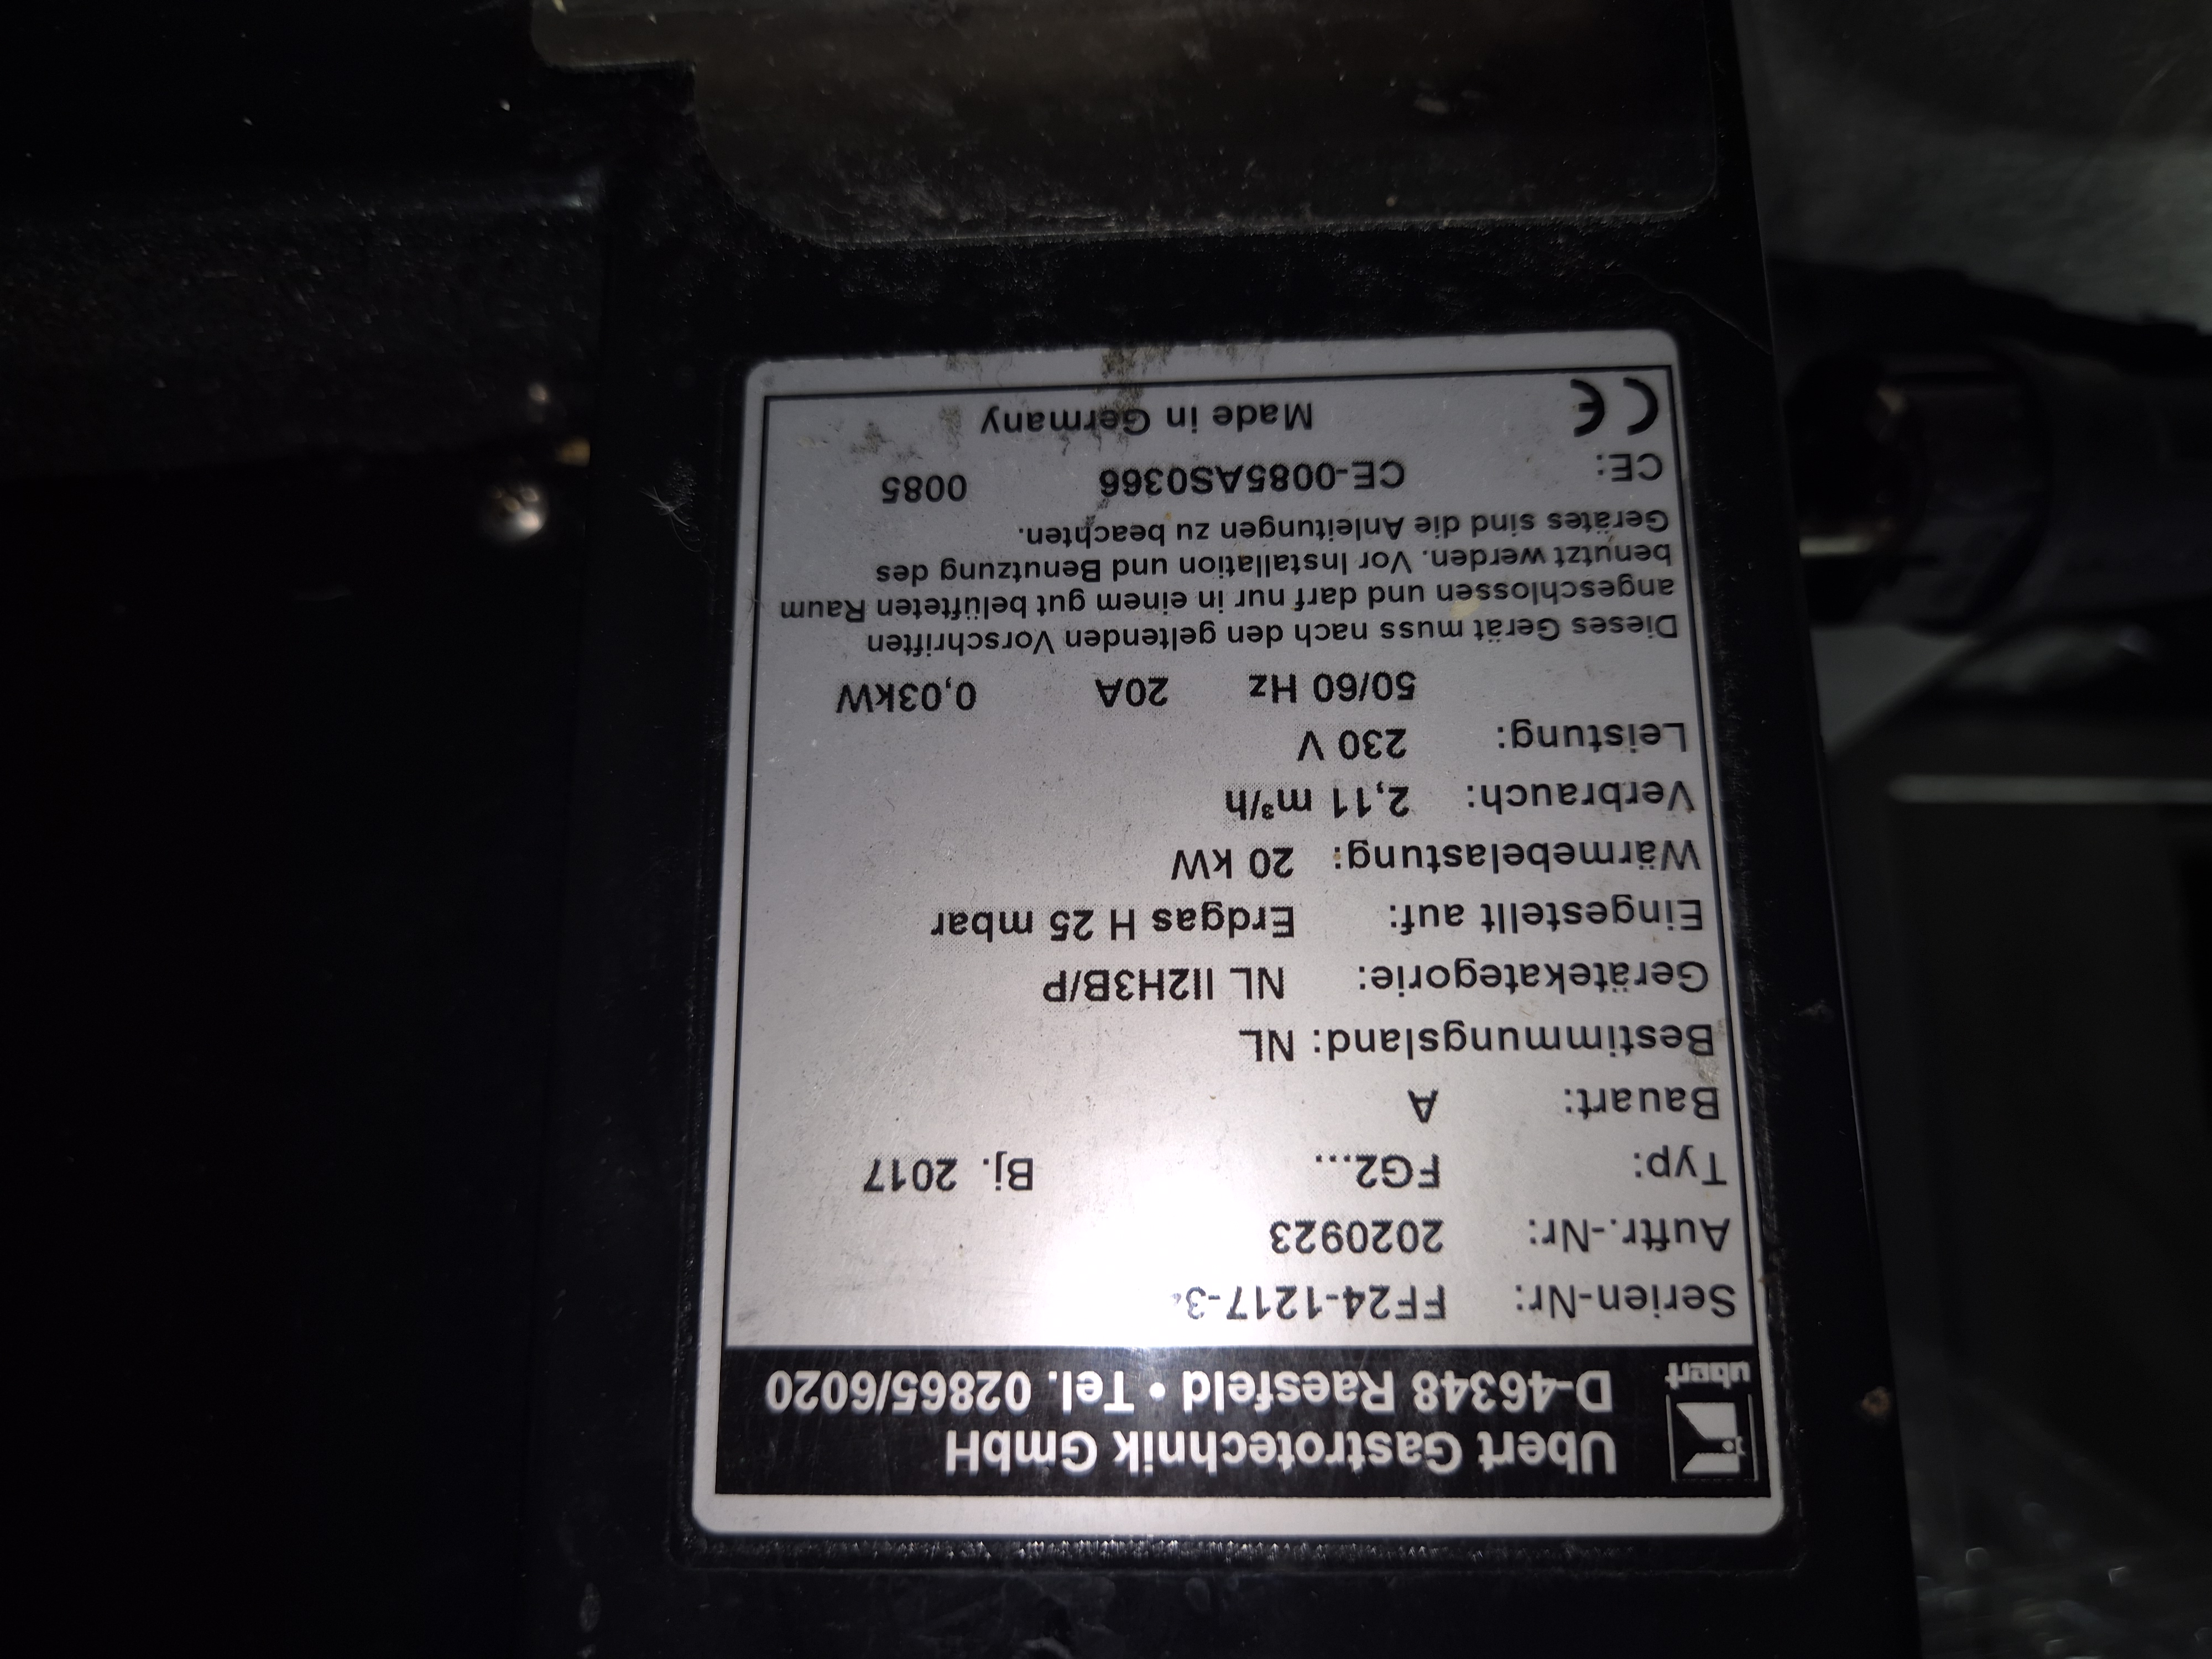 ubert
Ubert Gastrotechnik GmbH
D-46348 Raesfeld • Tel. 02865/6020
Serien-Nr: FF24-1217-3
Auftr.-Nr: 2020923
Typ: FG2... Bj. 2017
Bauart: A
Bestimmungsland: NL
Gerätekategorie: NL II2H3B/P
Eingestellt auf: Erdgas H 25 mbar
Wärmebelastung: 20 kW
Verbrauch: 2,11 m³/h
Leistung: 230 V
50/60 Hz 20A 0,03kW
Dieses Gerät muss nach den geltenden Vorschriften
angeschlossen und darf nur in einem gut belüfteten Raum
benutzt werden. Vor Installation und Benutzung des
Gerätes sind die Anleitungen zu beachten.
CE: CE-0085AS0366 0085
CE Made in Germany